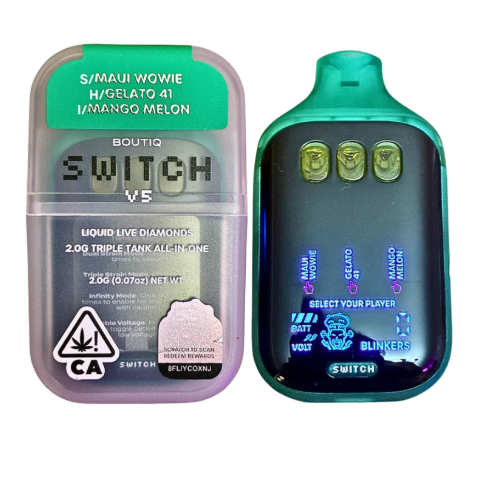 S/MAUI WOWIE
H/GELATO 41
I/MANGO MELON
BOUTIQ
SWITCH
V5
LIQUID LIVE DIAMONDS
2.0G TRIPLE TANK ALL-IN-ONE
Triple Strain Mode
2.0G (0.07oz) NET WT
Infinity Mode
CA
SCRATCH TO SCAN
REDEEM REWARDS
8FLIYCOXNJ
SWITCH
MAUI
WOWIE
GELATO
41
MANGO
MELON
SELECT YOUR PLAYER
BATT
VOLT
BLINKERS
SWITCH